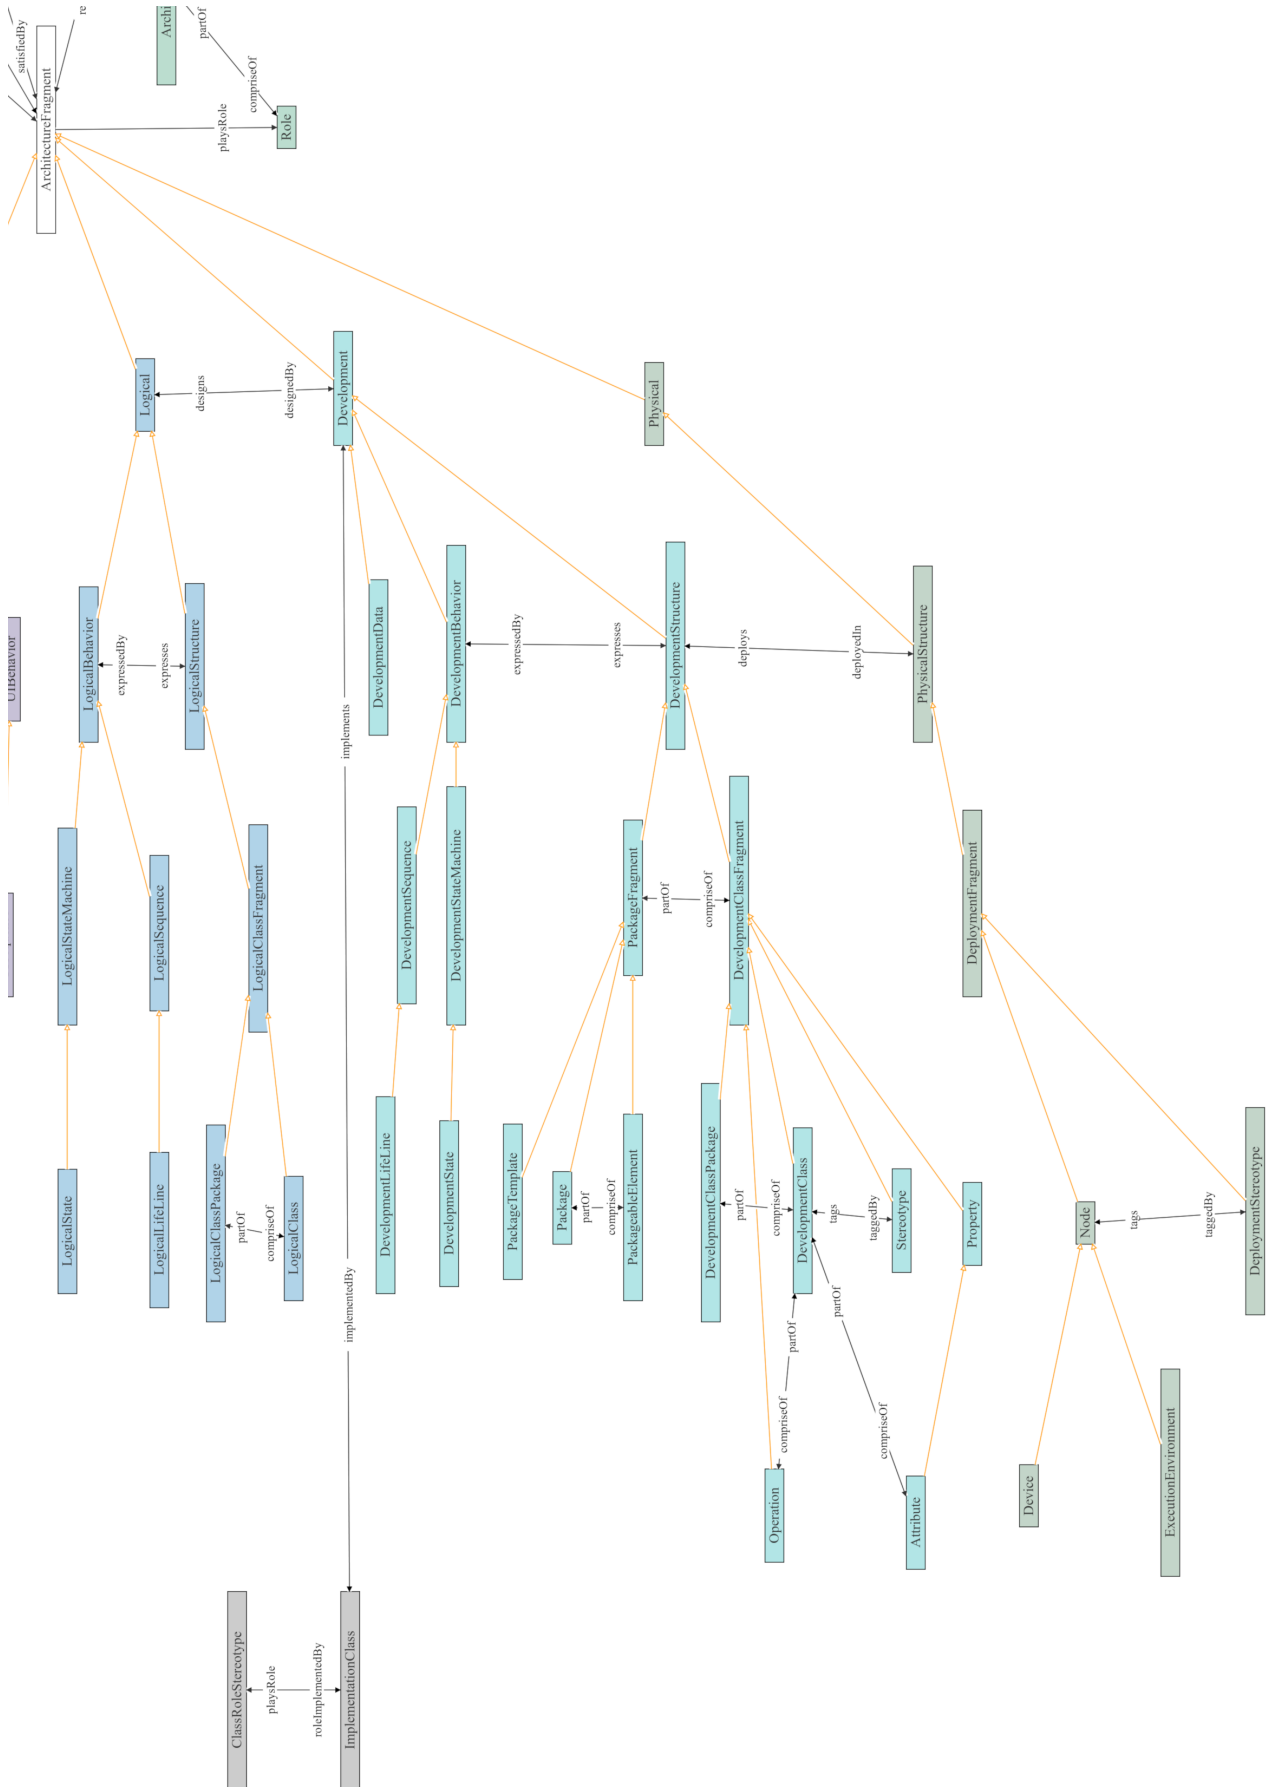 satisfiedBy
re
Archi
partOf
compriseOf
ArchitectureFragment
playsRole
Role
Logical
designs
designedBy
Development
Physical
UIBehavior
LogicalBehavior
expressedBy
expresses
LogicalStructure
implements
DevelopmentData
DevelopmentBehavior
expressedBy
expresses
DevelopmentStructure
deploys
deployedIn
PhysicalStructure
LogicalStateMachine
LogicalSequence
LogicalClassFragment
DevelopmentSequence
DevelopmentStateMachine
PackageFragment
partOf
compriseOf
DevelopmentClassFragment
DeploymentFragment
LogicalState
LogicalLifeLine
LogicalClassPackage
partOf
compriseOf
LogicalClass
implementedBy
DevelopmentLifeLine
DevelopmentState
PackageTemplate
Package
partOf
compriseOf
PackageableElement
DevelopmentClassPackage
partOf
compriseOf
DevelopmentClass
tags
taggedBy
Stereotype
Property
Node
tags
taggedBy
DeploymentStereotype
partOf
compriseOf
partOf
compriseOf
Operation
Attribute
Device
ExecutionEnvironment
ClassRoleStereotype
playsRole
roleImplementedBy
ImplementationClass